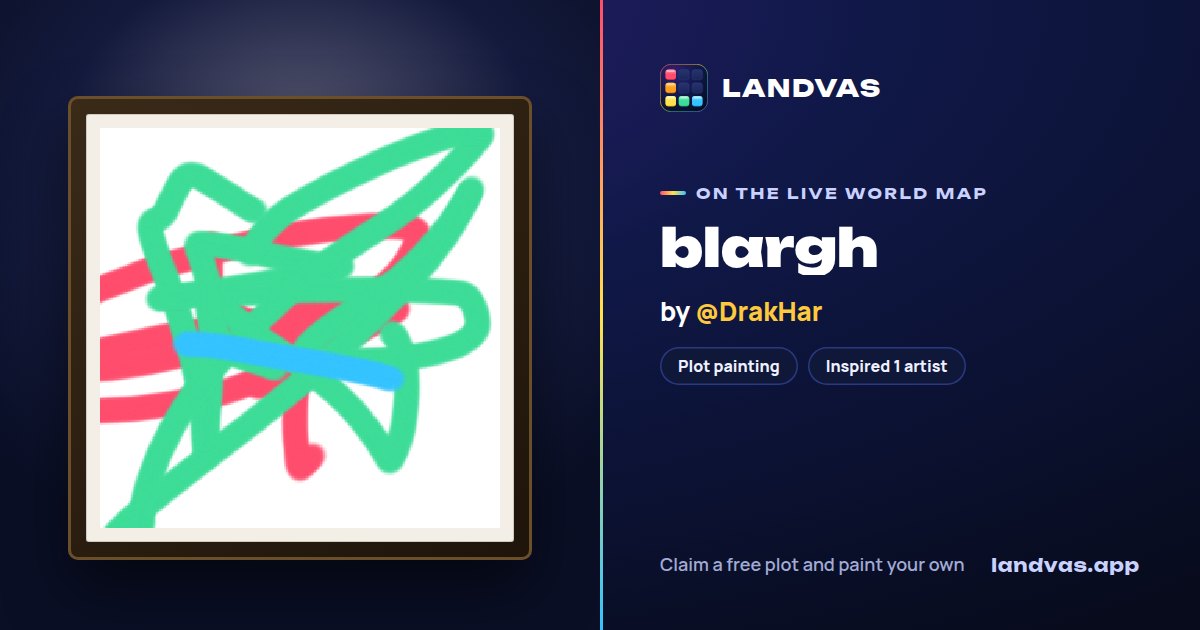 LANDVAS
ON THE LIVE WORLD MAP
blargh
by @DrakHar
Plot painting Inspired 1 artist
Claim a free plot and paint your own landvas.app